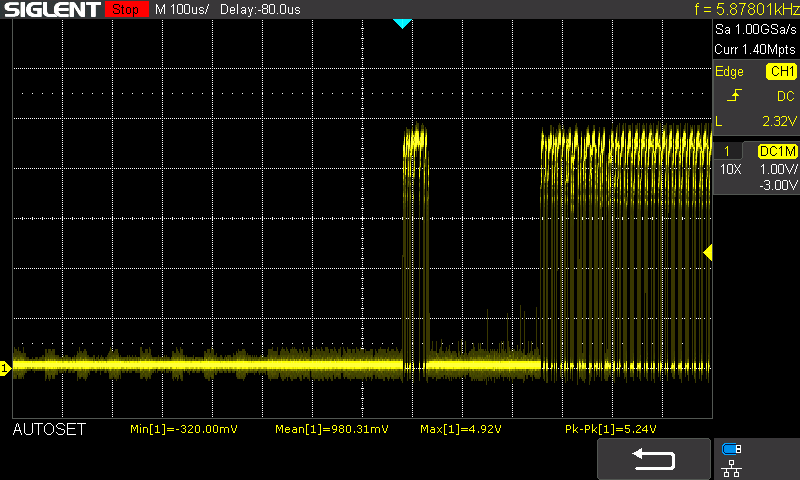 SIGLENT Stop M 100us/ Delay:-80.0us f = 5.87801kHz
Sa 1.00GSa/s
Curr 1.40Mpts
Edge CH1
DC
L 2.32V
1 DC1M
10X 1.00V/
-3.00V
1
AUTOSET Min[1]=-320.00mV Mean[1]=980.31mV Max[1]=4.92V Pk-Pk[1]=5.24V